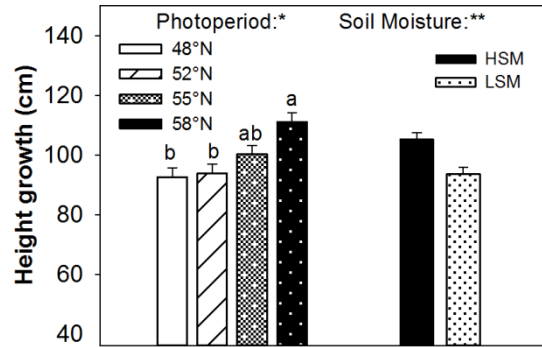 Photoperiod:* Soil Moisture:**
48°N
52°N
55°N
58°N
HSM
LSM
Height growth (cm)
140
120
100
80
60
40
b b ab a